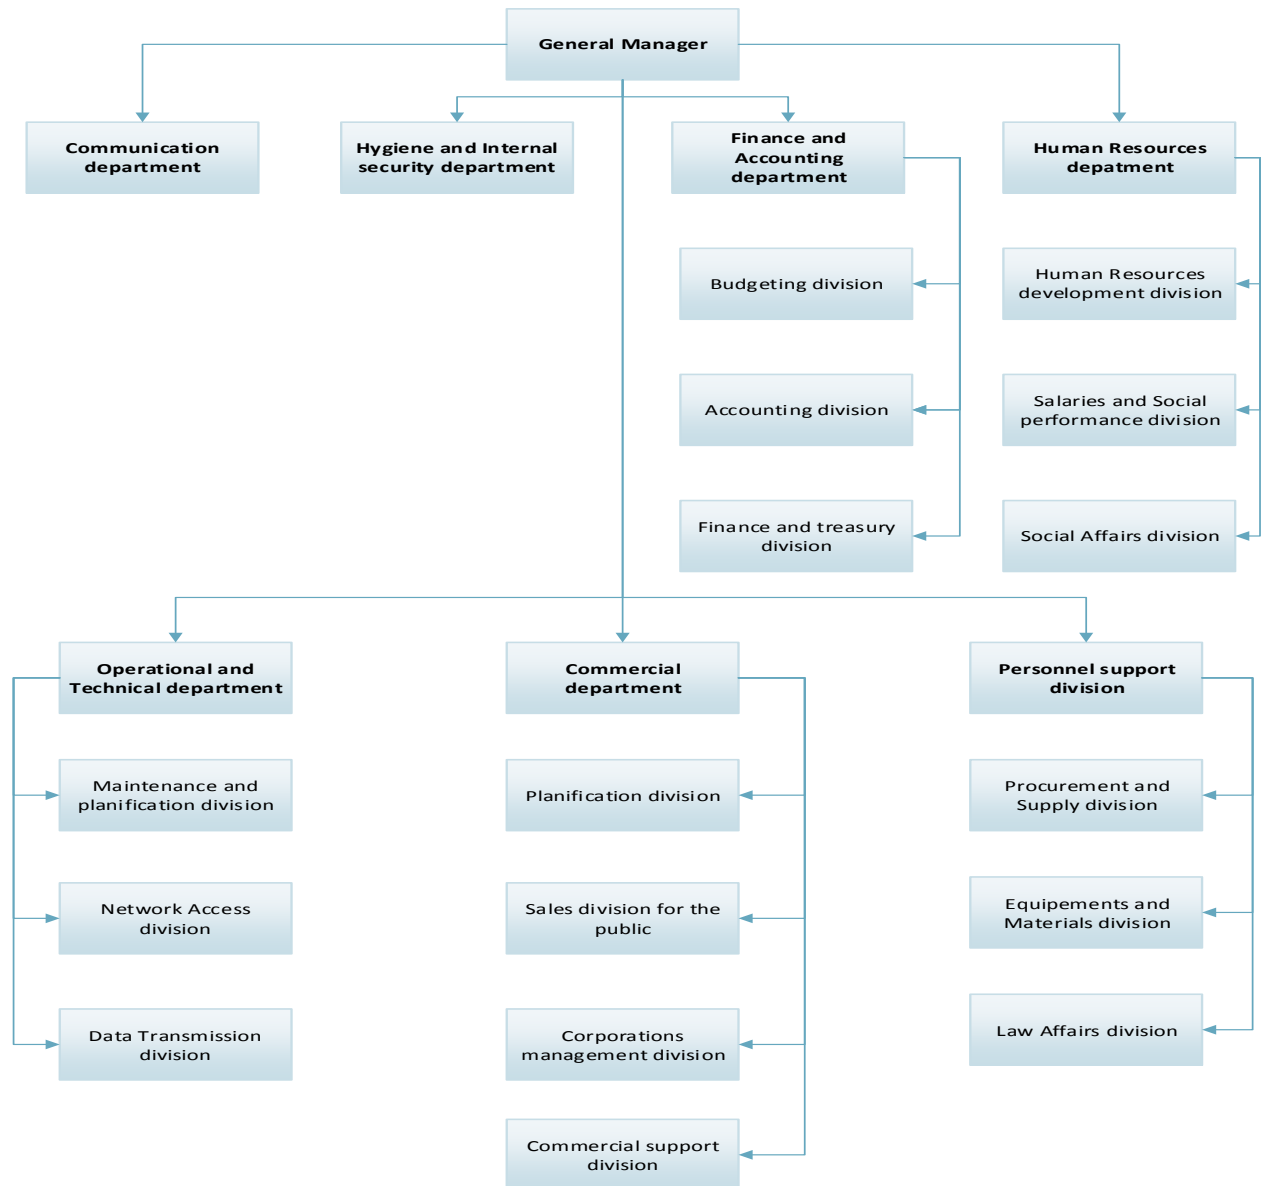 General Manager
Communication
department
Hygiene and Internal
security department
Finance and
Accounting
department
Human Resources
depatment
Budgeting division
Human Resources
development division
Accounting division
Salaries and Social
performance division
Finance and treasury
division
Social Affairs division
Operational and
Technical department
Commercial
department
Personnel support
division
Maintenance and
planification division
Planification division
Procurement and
Supply division
Network Access
division
Sales division for the
public
Equipements and
Materials division
Data Transmission
division
Corporations
management division
Law Affairs division
Commercial support
division